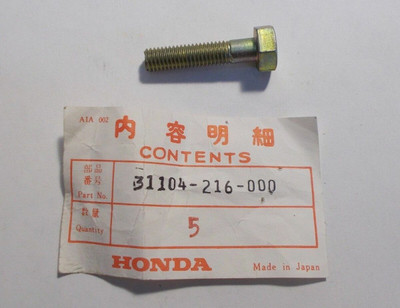 A1A 002
内容明細
CONTENTS
部品
番号
Part No.
31104-216-000
数量
Quantity
5
HONDA
Made in Japan